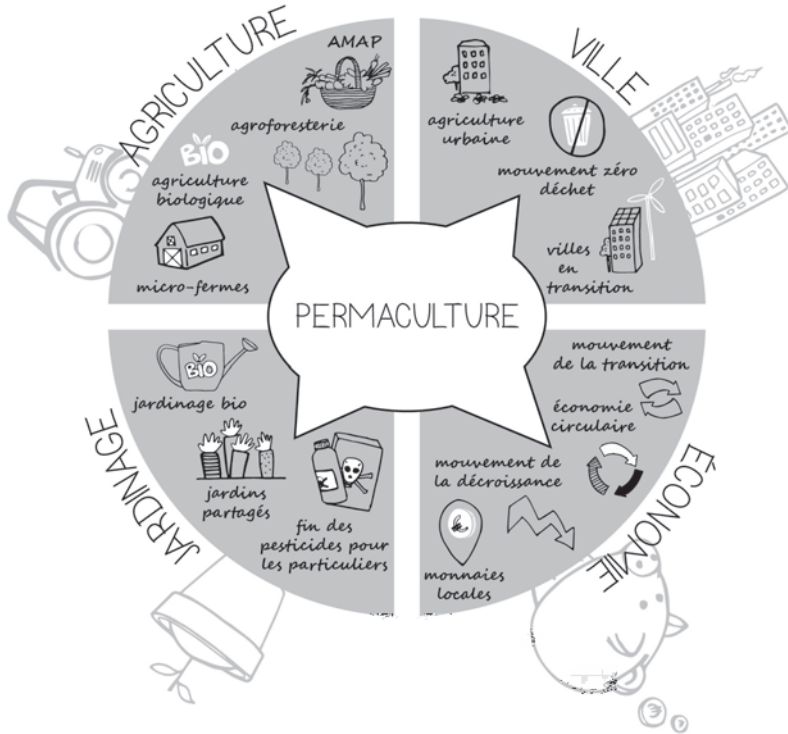 AGRICULTURE
AMAP
agroforesterie
BIO
agriculture
biologique
micro-fermes
VILLE
agriculture
urbaine
mouvement zéro
déchet
villes
en
transition
PERMACULTURE
JARDINAGE
BIO
jardinage bio
jardins
partagés
fin des
pesticides pour
les particuliers
ÉCONOMIE
mouvement
de la transition
économie
circulaire
mouvement de
la décroissance
monnaies
locales